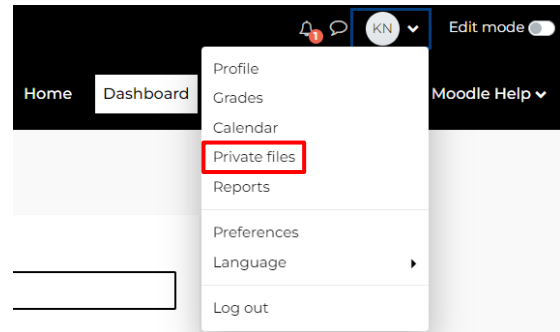 1
KN
Edit mode
Home
Dashboard
Moodle Help
Profile
Grades
Calendar
Private files
Reports
Preferences
Language
Log out